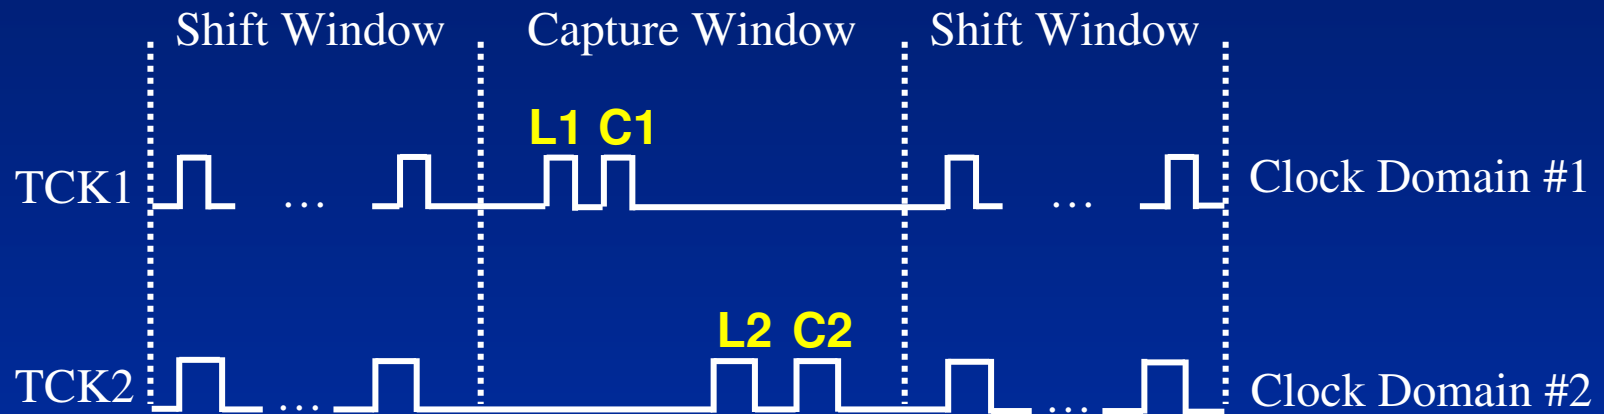 Shift Window Capture Window Shift Window
L1 C1
TCK1 … … Clock Domain #1
L2 C2
TCK2 … … Clock Domain #2